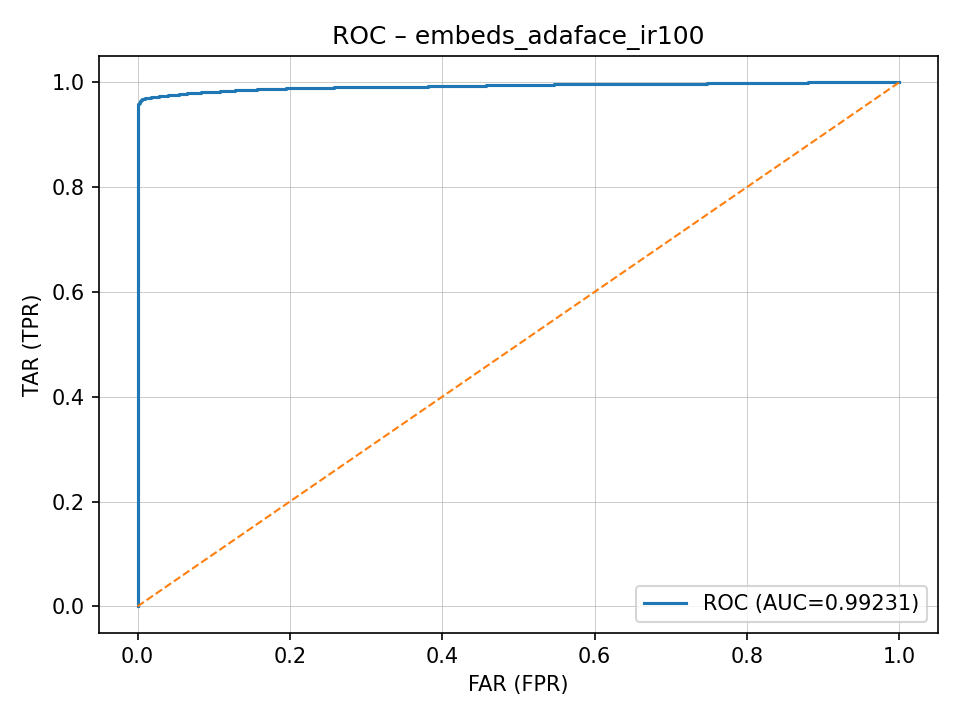 ROC – embeds_adaface_ir100
1.0
0.8
0.6
0.4
0.2
0.0
TAR (TPR)
ROC (AUC=0.99231)
0.0 0.2 0.4 0.6 0.8 1.0
FAR (FPR)